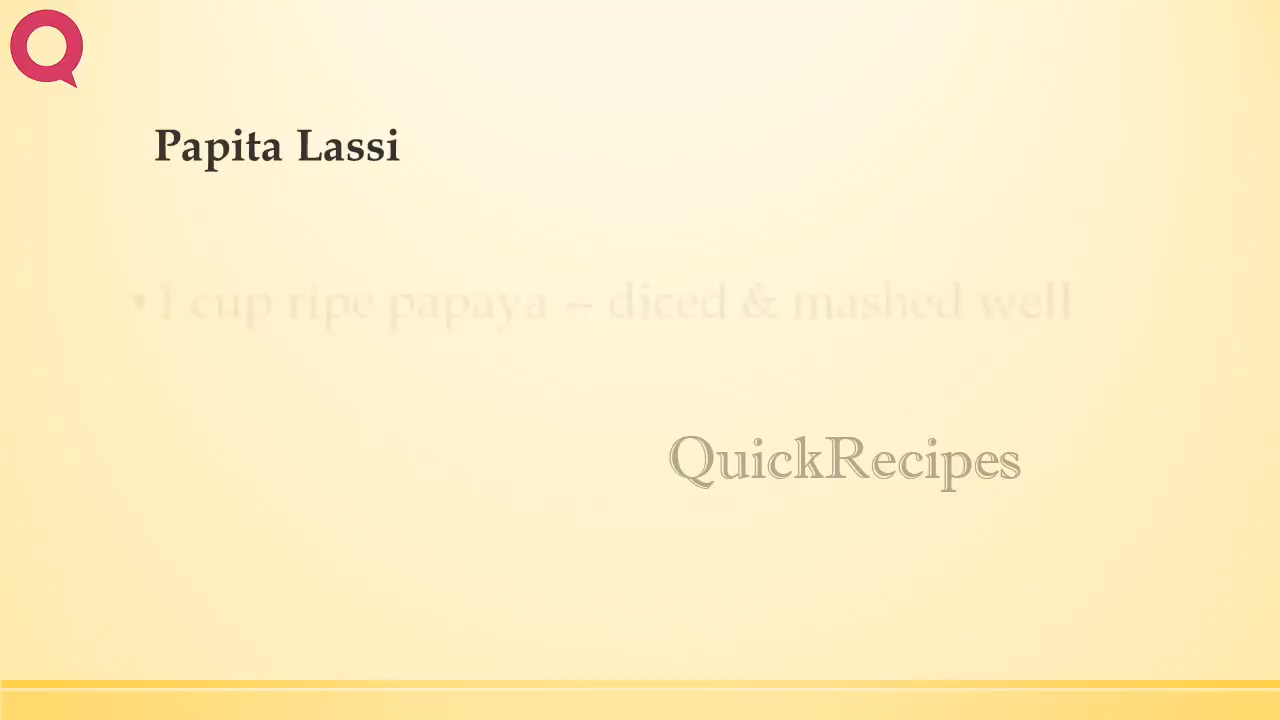 Papita Lassi
• 1 cup ripe papaya -- diced & mashed well
QuickRecipes